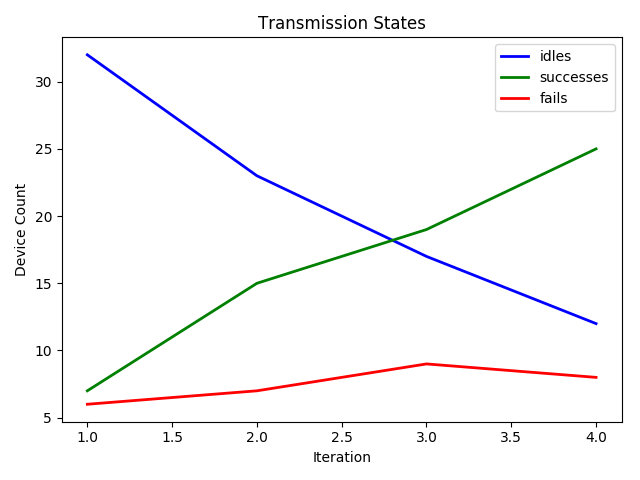 Transmission States
idles
successes
fails
Device Count
30
25
20
15
10
5
1.0 1.5 2.0 2.5 3.0 3.5 4.0
Iteration